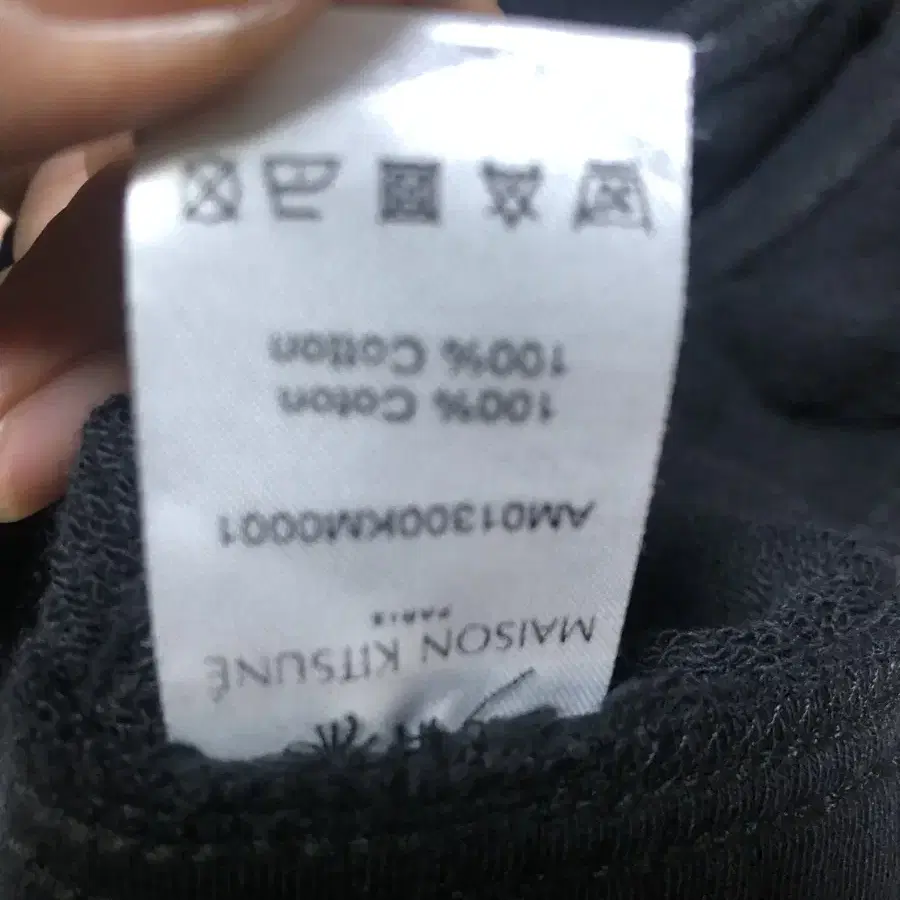 MAISON KITSUNÉ
PARIS
AM01300KM0001
100% Coton
100% Cotton